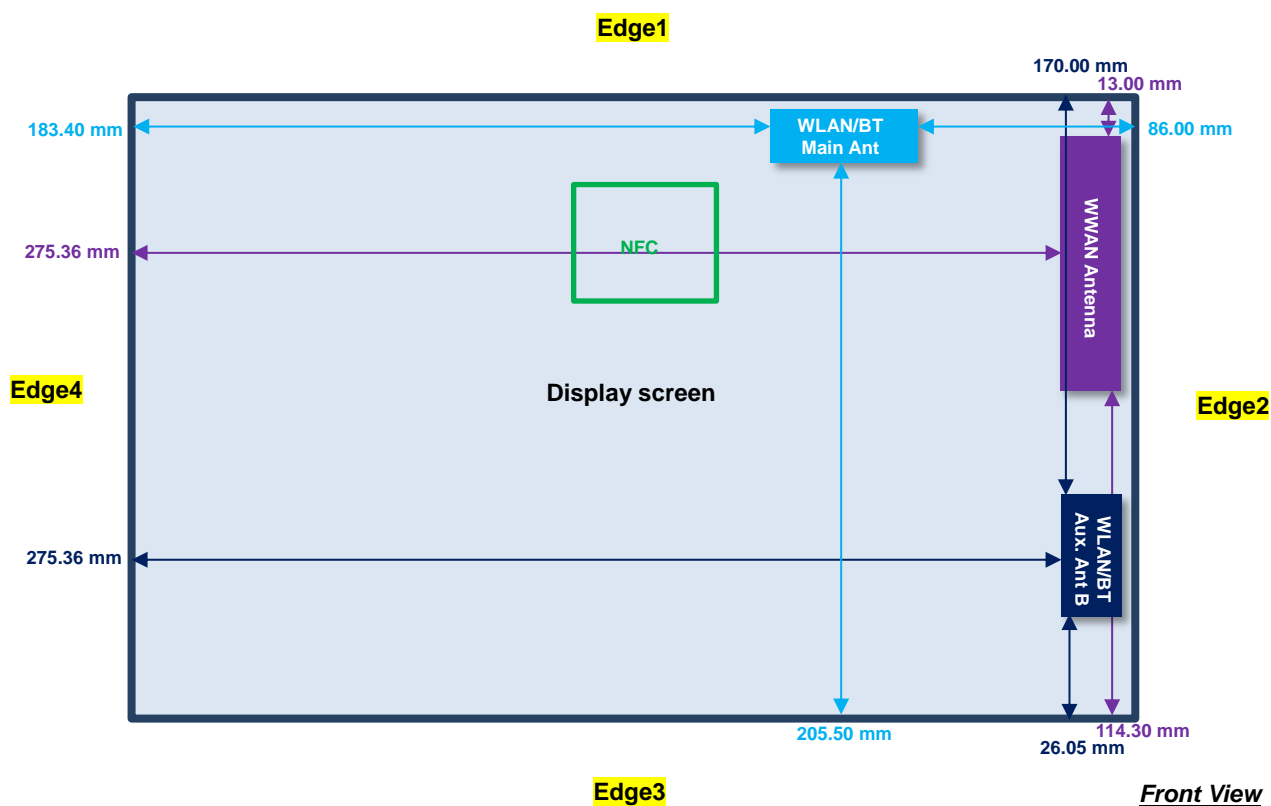 Edge1
170.00 mm
13.00 mm
183.40 mm
WLAN/BT
Main Ant
86.00 mm
NFC
275.36 mm
WWAN Antenna
Edge4
Display screen
Edge2
275.36 mm
WLAN/BT
Aux. Ant B
205.50 mm
114.30 mm
26.05 mm
Edge3
Front View